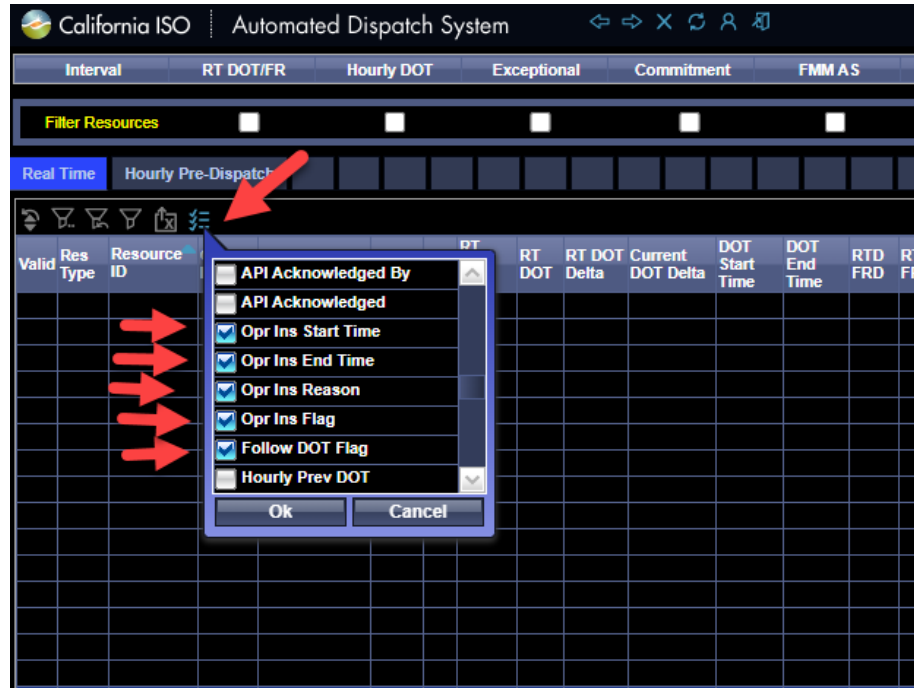 California ISO Automated Dispatch System
Interval RT DOT/FR Hourly DOT Exceptional Commitment FMM AS
Filter Resources
Real Time Hourly Pre-Dispatch
Valid Res Type Resource ID RT RT DOT RT DOT Delta Current DOT Delta DOT Start Time DOT End Time RTD FRD
API Acknowledged By
API Acknowledged
Opr Ins Start Time
Opr Ins End Time
Opr Ins Reason
Opr Ins Flag
Follow DOT Flag
Hourly Prev DOT
Ok Cancel